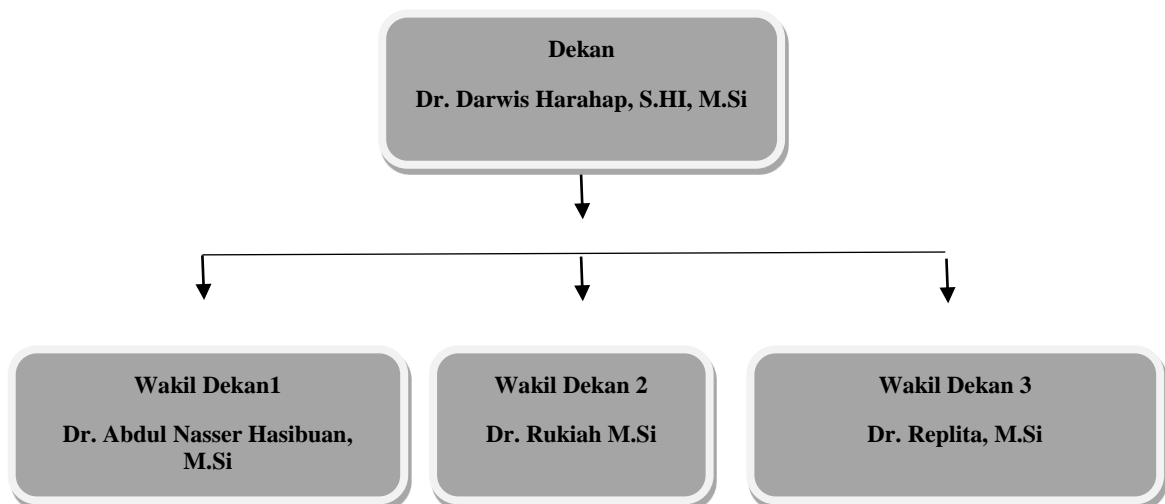 Dekan
Dr. Darwis Harahap, S.HI, M.Si
Wakil Dekan1
Dr. Abdul Nasser Hasibuan,
M.Si
Wakil Dekan 2
Dr. Rukiah M.Si
Wakil Dekan 3
Dr. Replita, M.Si